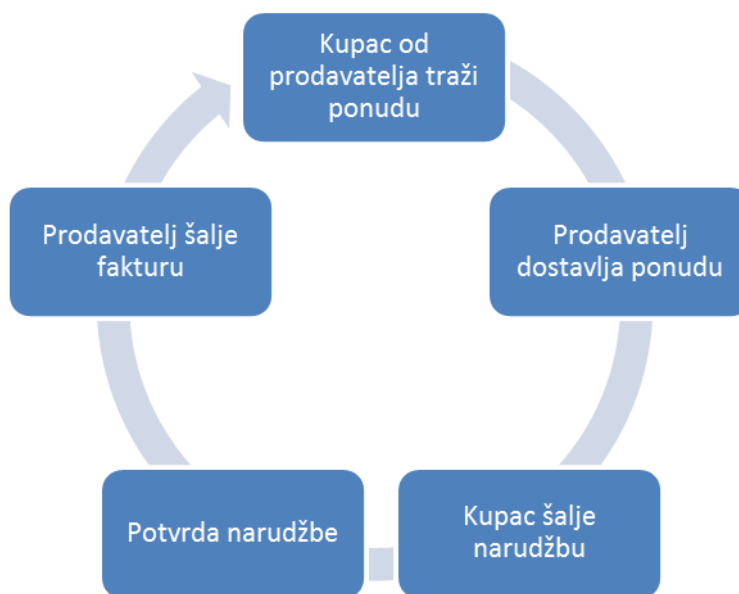 Kupac od
prodavatelja traži
ponudu
Prodavatelj
dostavlja ponudu
Kupac šalje
narudžbu
Potvrda narudžbe
Prodavatelj šalje
fakturu